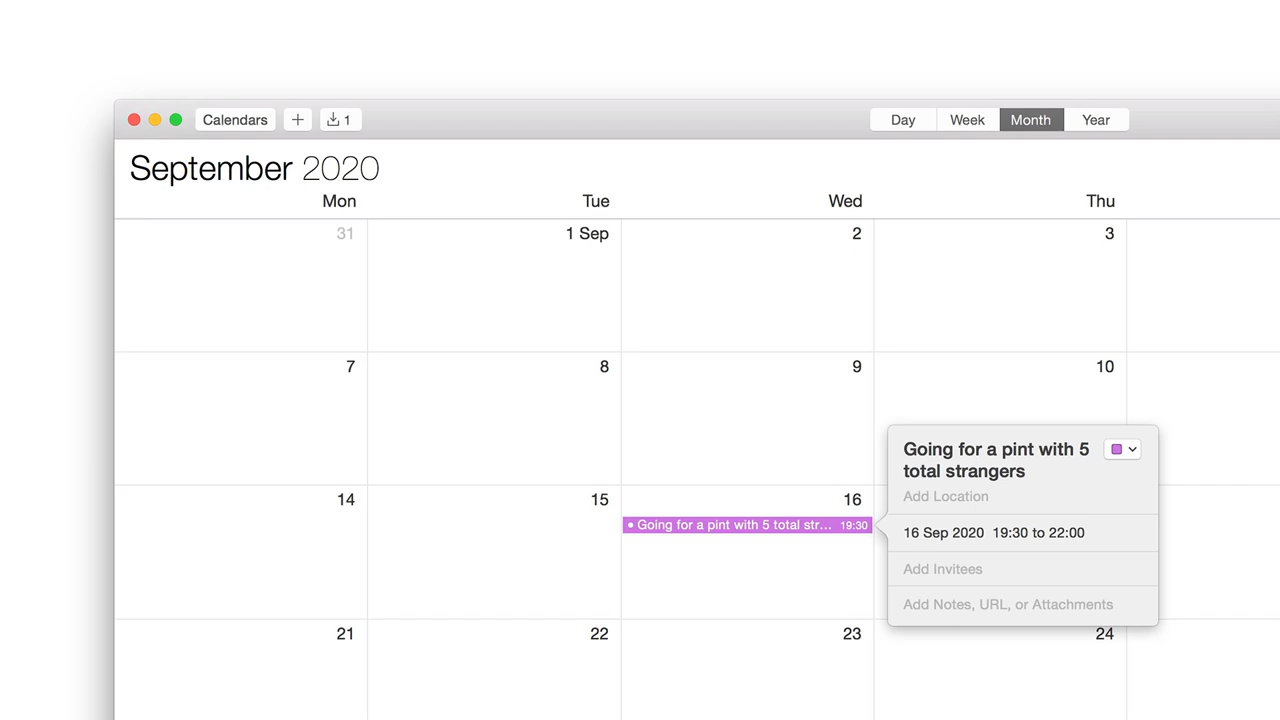 Calendars + 1 Day Week Month Year
September 2020
Mon Tue Wed Thu
31 1 Sep 2 3
7 8 9 10
Going for a pint with 5
total strangers
Add Location
14 15 16
• Going for a pint with 5 total str... 19:30
16 Sep 2020 19:30 to 22:00
Add Invitees
Add Notes, URL, or Attachments
21 22 23 24